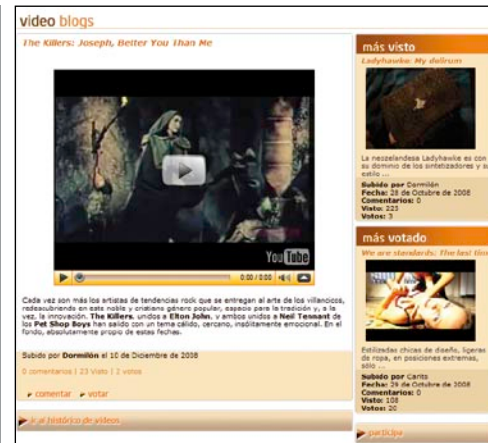 video blogs
The Killers: Joseph, Better You Than Me
YouTube
0:00 / 0:00
Cada vez son más los artistas de tendencias rock que se entregan al arte de los villancicos,
redescubriendo en este noble y cristiano género popular, espacio para la tradición y, a la
vez, la innovación. The Killers, unidos a Elton John, y ambos unidos a Neil Tennant de
los Pet Shop Boys han salido con un tema cálido, cercano, insólitamente emocional. En el
fondo, absolutamente propio de estas fechas.
Subido por Dormilón el 10 de Diciembre de 2008
0 comentarios | 23 Visto | 2 votos
comentar votar
ir al histórico de videos
más visto
Ladyhawke: My delirum
La neozelandesa Ladyhawke es con
su dominio de los sintetizadores y su
estilo ...
Subido por Dormilón
Fecha: 28 de Octubre de 2008
Comentarios: 0
Visto: 223
Votos: 3
más votado
We are standards: The last time
Estilizadas chicas de diseño, ligeras
de ropa, en posiciones extremas,
sólo ...
Subido por Carito
Fecha: 29 de Octubre de 2008
Comentarios: 0
Visto: 108
Votos: 20
participa